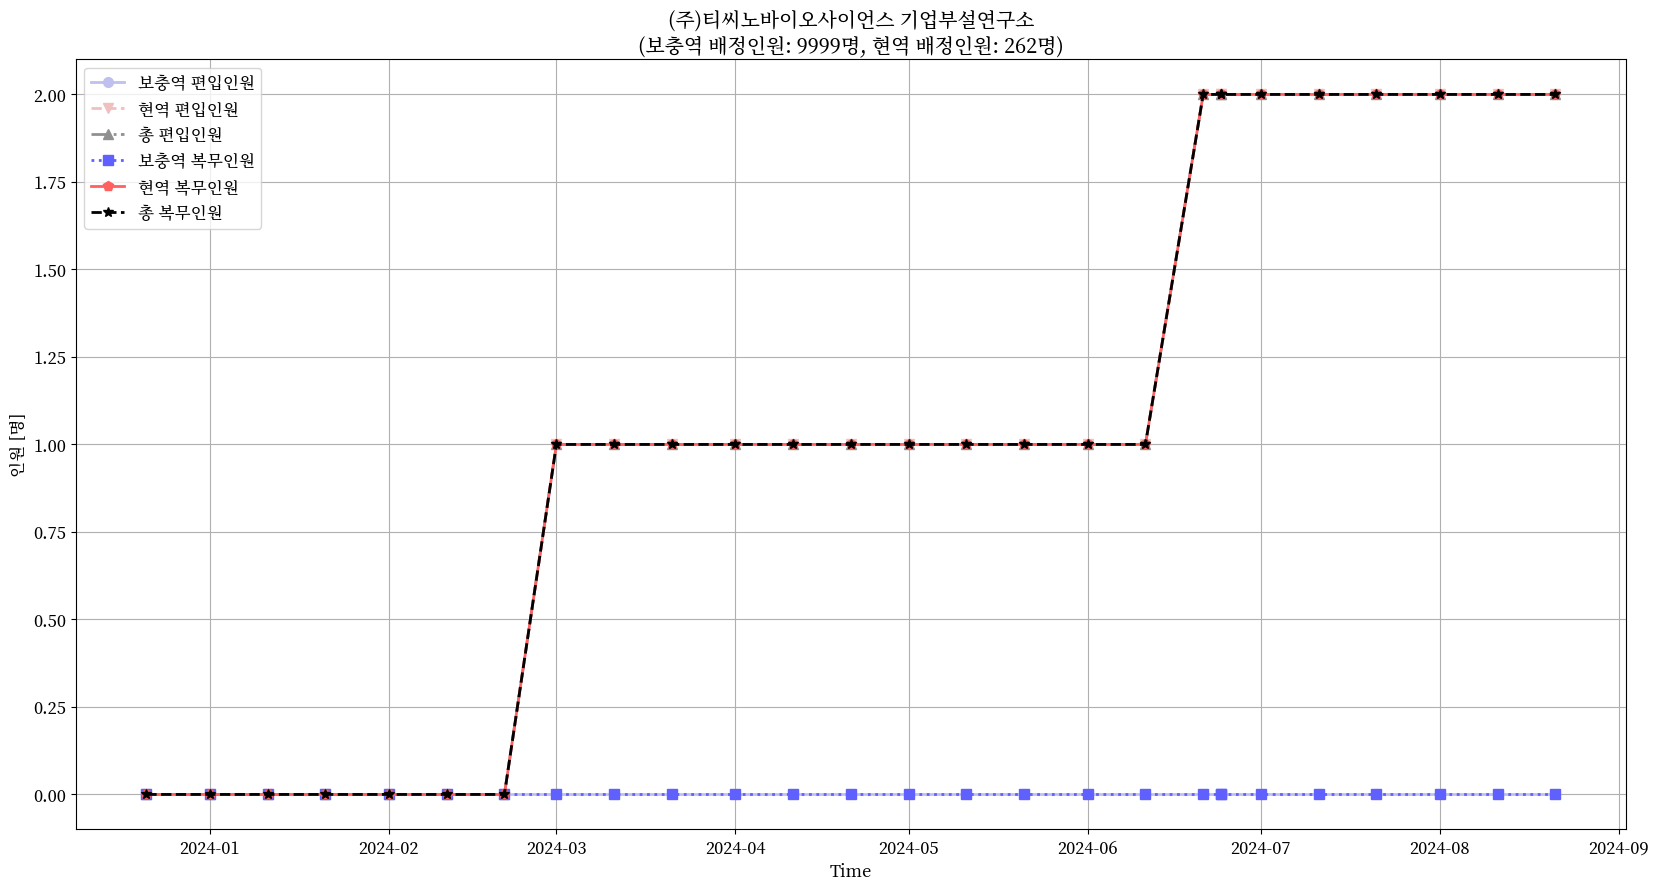 (주)티씨노바이오사이언스 기업부설연구소
(보충역 배정인원: 9999명, 현역 배정인원: 262명)
보충역 편입인원
현역 편입인원
총 편입인원
보충역 복무인원
현역 복무인원
총 복무인원
2.00
1.75
1.50
1.25
1.00
0.75
0.50
0.25
0.00
인원 [명]
2024-01 2024-02 2024-03 2024-04 2024-05 2024-06 2024-07 2024-08 2024-09
Time